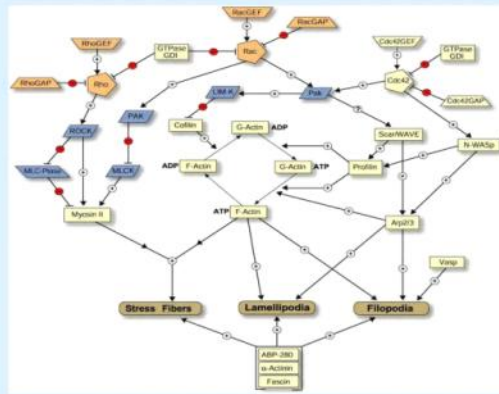 RacGEF
RacGAP
RhoGEF
GTPase
GDI
Rac
Cdc42GEF
GTPase
GDI
RhoGAP
Rho
LIM-K
Pak
Cdc42
Cdc42GAP
PAK
Cofilin
G-Actin
ADP
ROCK
?
Scar/WAVE
N-WASp
MLC-Ptase
MLCK
ADP
F-Actin
G-Actin
ATP
Profilin
Myosin II
ATP
F-Actin
Arp2/3
Vasp
Stress Fibers
Lamellipodia
Filopodia
ABP-280
α-Actinin
Fascin